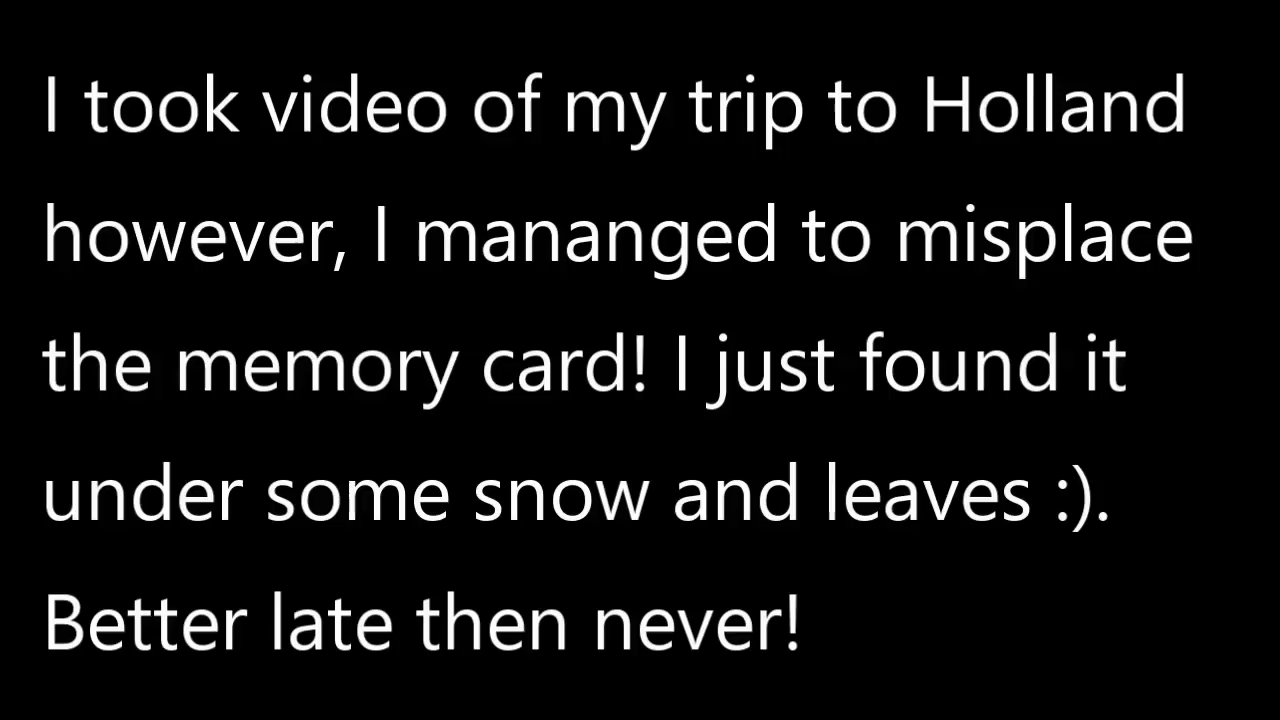 I took video of my trip to Holland
however, I mananged to misplace
the memory card! I just found it
under some snow and leaves :).
Better late then never!